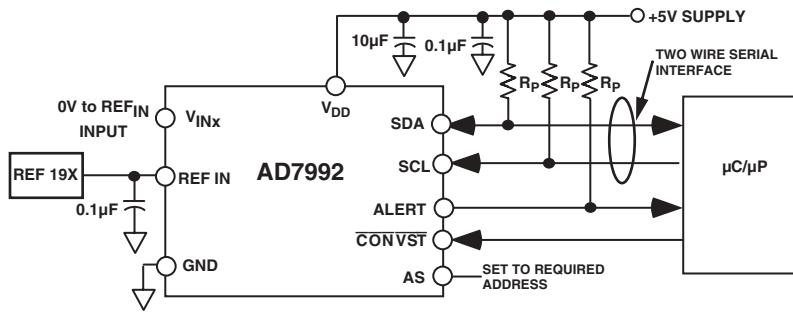 +5V SUPPLY
10µF
0.1µF
TWO WIRE SERIAL
INTERFACE
RP
RP
RP
0V to REFIN
INPUT
VINx
VDD
SDA
REF 19X
REF IN
AD7992
SCL
µC/µP
0.1µF
ALERT
CONVST
GND
AS
SET TO REQUIRED
ADDRESS